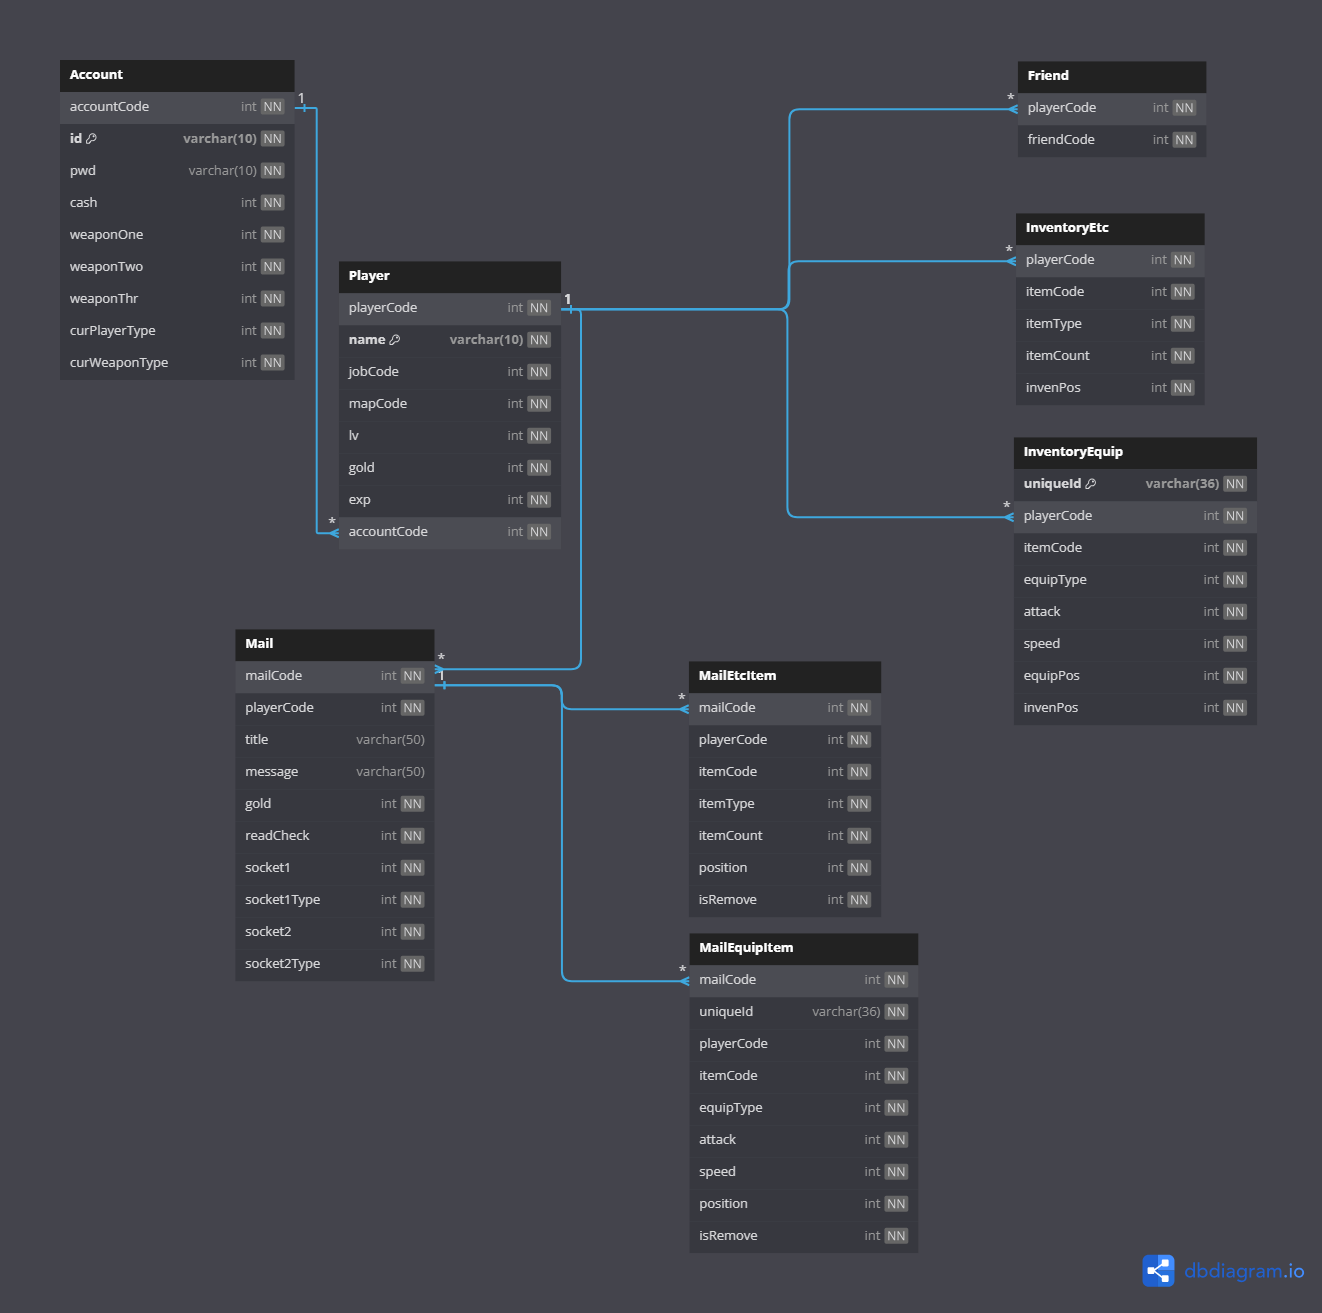 Account
accountCode int NN
id varchar(10) NN
pwd varchar(10) NN
cash int NN
weaponOne int NN
weaponTwo int NN
weaponThr int NN
curPlayerType int NN
curWeaponType int NN
1
*
Player
playerCode int NN
name varchar(10) NN
jobCode int NN
mapCode int NN
lv int NN
gold int NN
exp int NN
accountCode int NN
1
*
Friend
playerCode int NN
friendCode int NN
*
InventoryEtc
playerCode int NN
itemCode int NN
itemType int NN
itemCount int NN
invenPos int NN
*
InventoryEquip
uniqueId varchar(36) NN
playerCode int NN
itemCode int NN
equipType int NN
attack int NN
speed int NN
equipPos int NN
invenPos int NN
*
1
Mail
mailCode int NN
playerCode int NN
title varchar(50)
message varchar(50)
gold int NN
readCheck int NN
socket1 int NN
socket1Type int NN
socket2 int NN
socket2Type int NN
*
MailEtcItem
mailCode int NN
playerCode int NN
itemCode int NN
itemType int NN
itemCount int NN
position int NN
isRemove int NN
*
MailEquipItem
mailCode int NN
uniqueId varchar(36) NN
playerCode int NN
itemCode int NN
equipType int NN
attack int NN
speed int NN
position int NN
isRemove int NN
dbdiagram.io